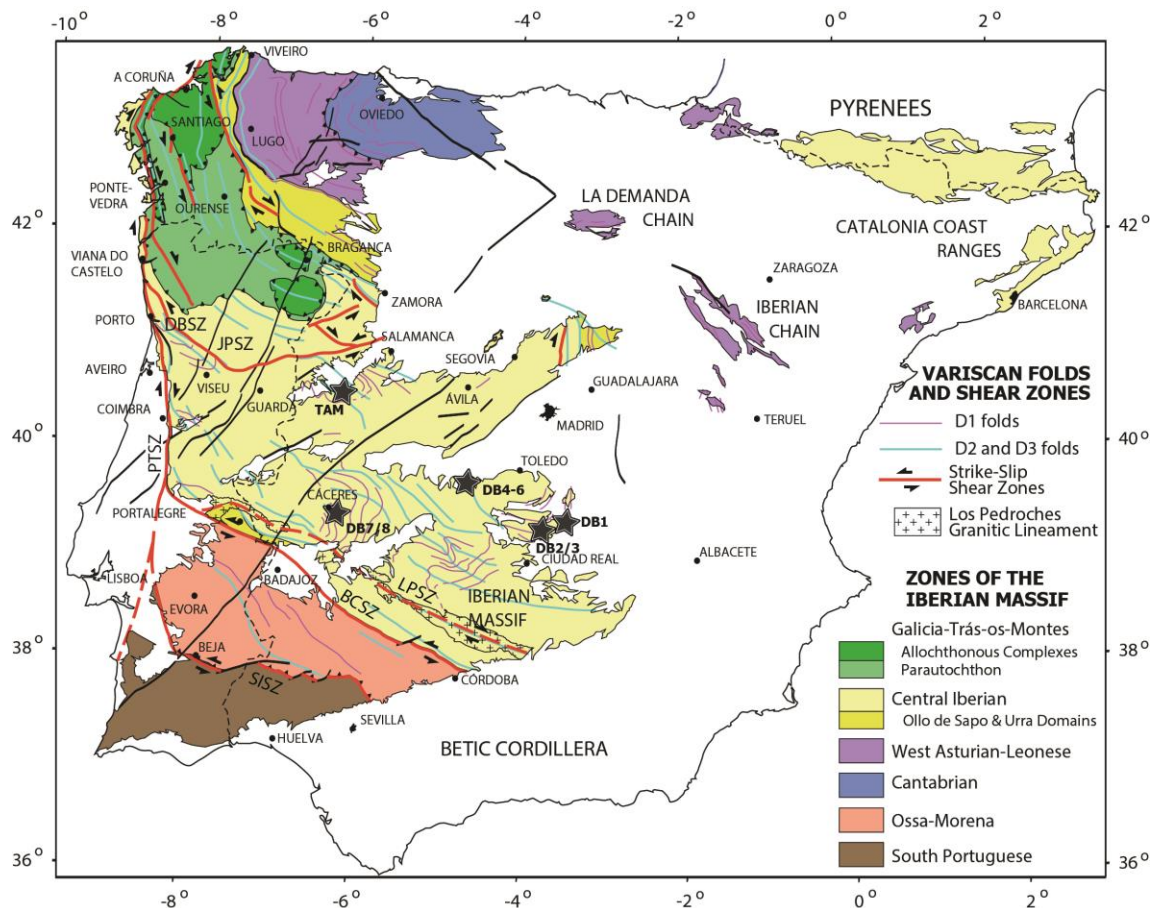 -10° -8° -6° -4° -2° 0° 2°
VIVEIRO
A CORUÑA
OVIEDO
SANTIAGO
LUGO
PYRENEES
PONTE-
VEDRA
OURENSE
LA DEMANDA
CHAIN
42° 42°
CATALONIA COAST
RANGES
BRAGANÇA
VIANA DO
CASTELO
ZARAGOZA
ZAMORA
IBERIAN
CHAIN
BARCELONA
PORTO
DBSZ
JPSZ
SALAMANCA
SEGOVIA
AVEIRO
VISEU
GUADALAJARA
GUARDA
TAM
ÁVILA
COIMBRA
MADRID
TERUEL
40° 40°
PTSZ
TOLEDO
CÁCERES
DB4-6
PORTALEGRE
DB7/8
DB1
DB2/3
CIUDAD REAL
ALBACETE
LISBOA
BADAJOZ
LPSZ
IBERIAN
MASSIF
EVORA
BCSZ
38° 38°
BEJA
SISZ
CÓRDOBA
SEVILLA
HUELVA
BETIC CORDILLERA
36° 36°
-8° -6° -4° -2° 0° 2°
VARISCAN FOLDS
AND SHEAR ZONES
D1 folds
D2 and D3 folds
Strike-Slip
Shear Zones
Los Pedroches
Granitic Lineament
ZONES OF THE
IBERIAN MASSIF
Galicia-Trás-os-Montes
Allochthonous Complexes
Parautochthon
Central Iberian
Ollo de Sapo & Urra Domains
West Asturian-Leonese
Cantabrian
Ossa-Morena
South Portuguese